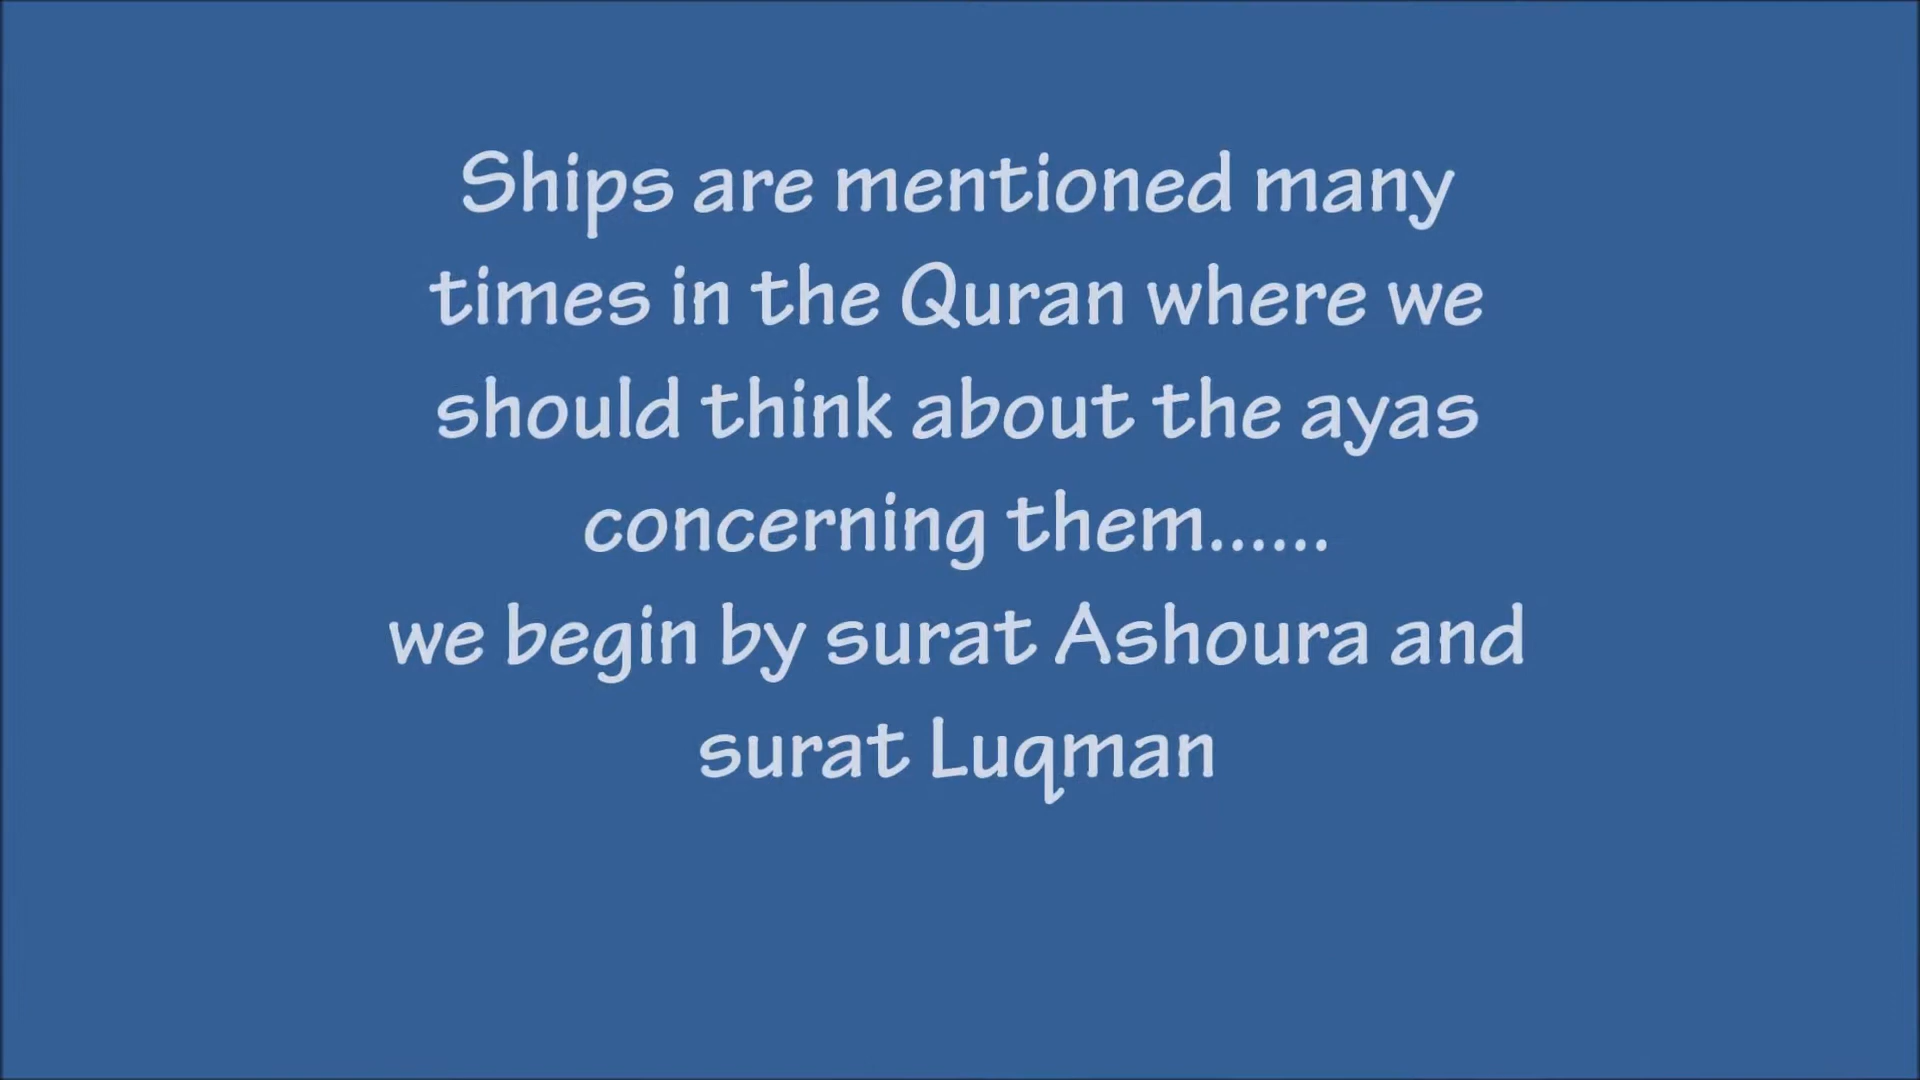 Ships are mentioned many
times in the Quran where we
should think about the ayas
concerning them......
we begin by surat Ashoura and
surat Luqman